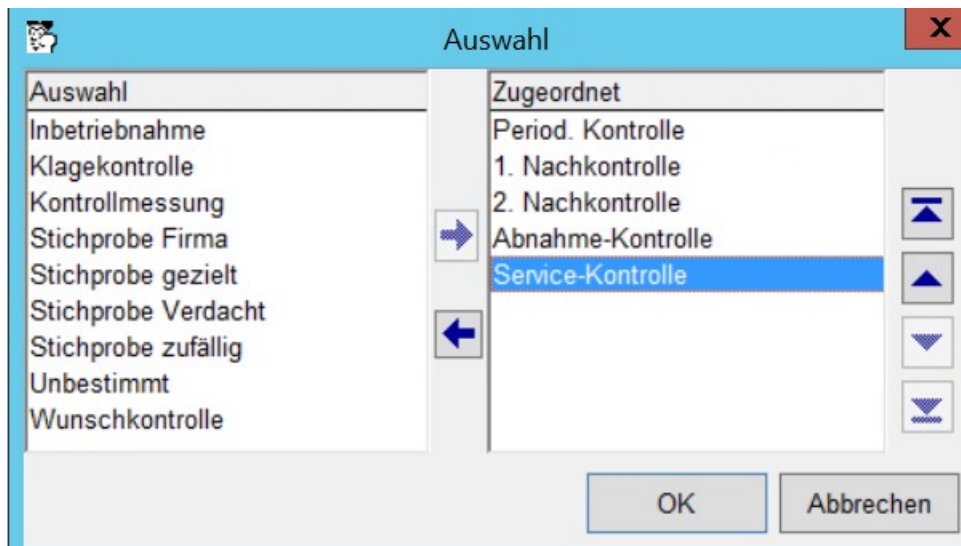 Auswahl
X
Auswahl
Inbetriebnahme
Klagekontrolle
Kontrollmessung
Stichprobe Firma
Stichprobe gezielt
Stichprobe Verdacht
Stichprobe zufällig
Unbestimmt
Wunschkontrolle
Zugeordnet
Period. Kontrolle
1. Nachkontrolle
2. Nachkontrolle
Abnahme-Kontrolle
Service-Kontrolle
OK
Abbrechen